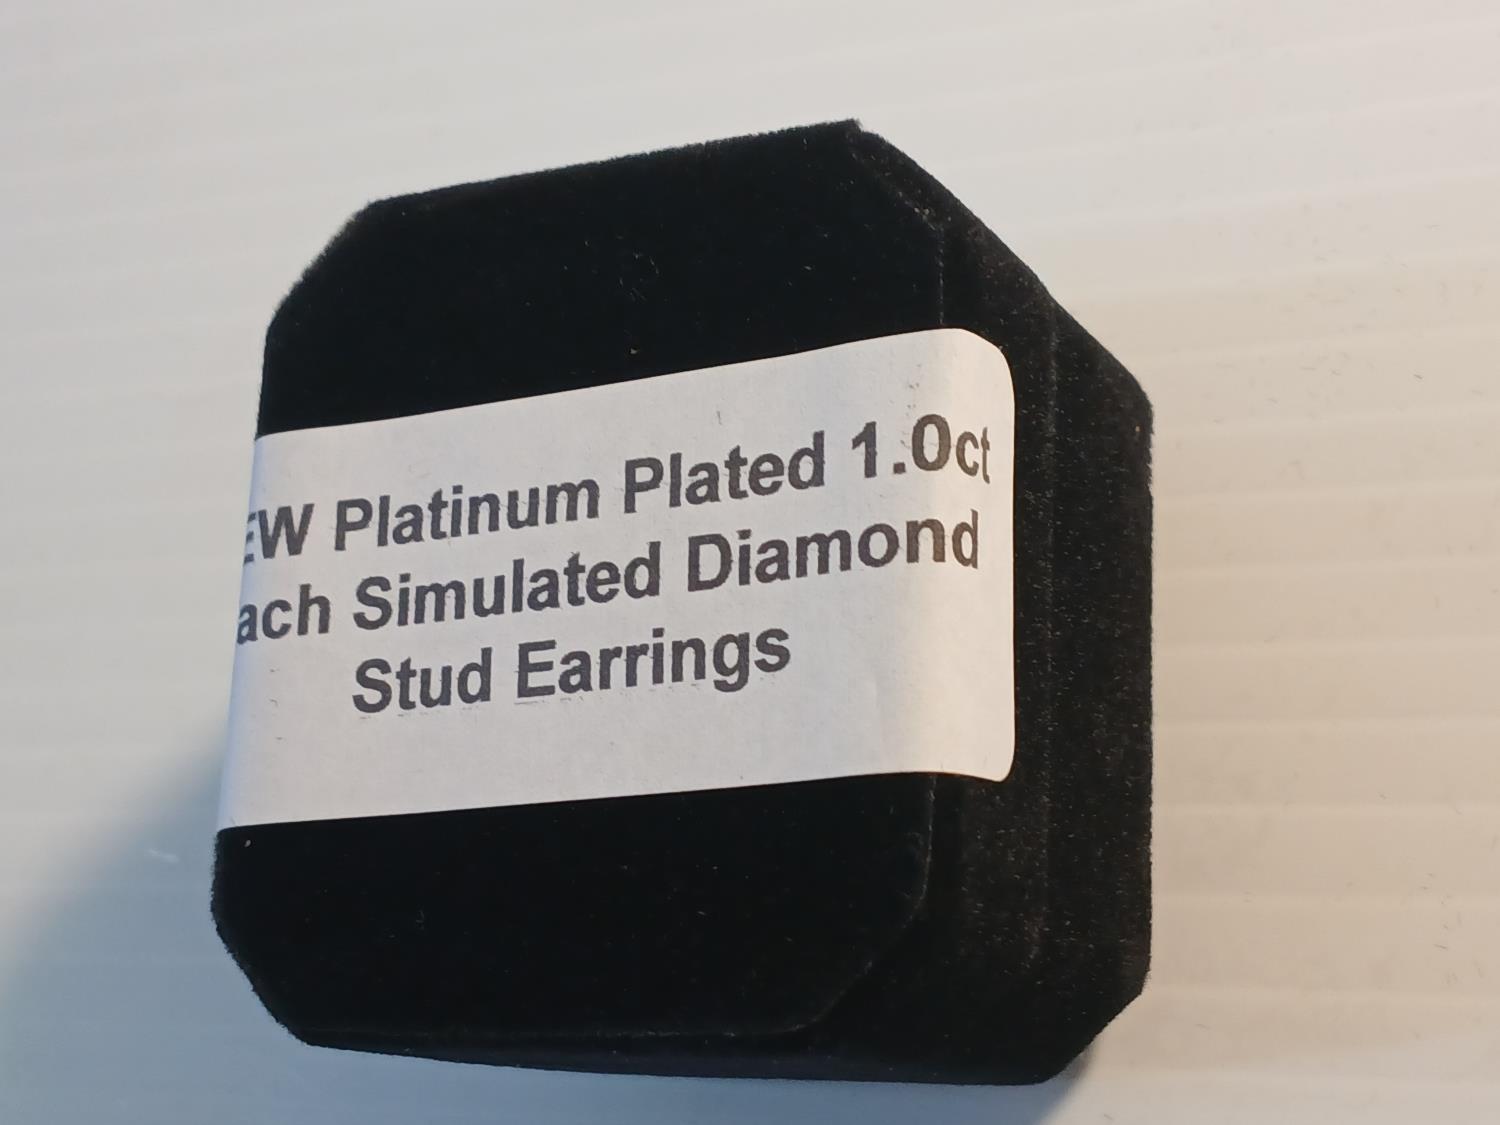 EW Platinum Plated 1.0ct
ach Simulated Diamond
Stud Earrings